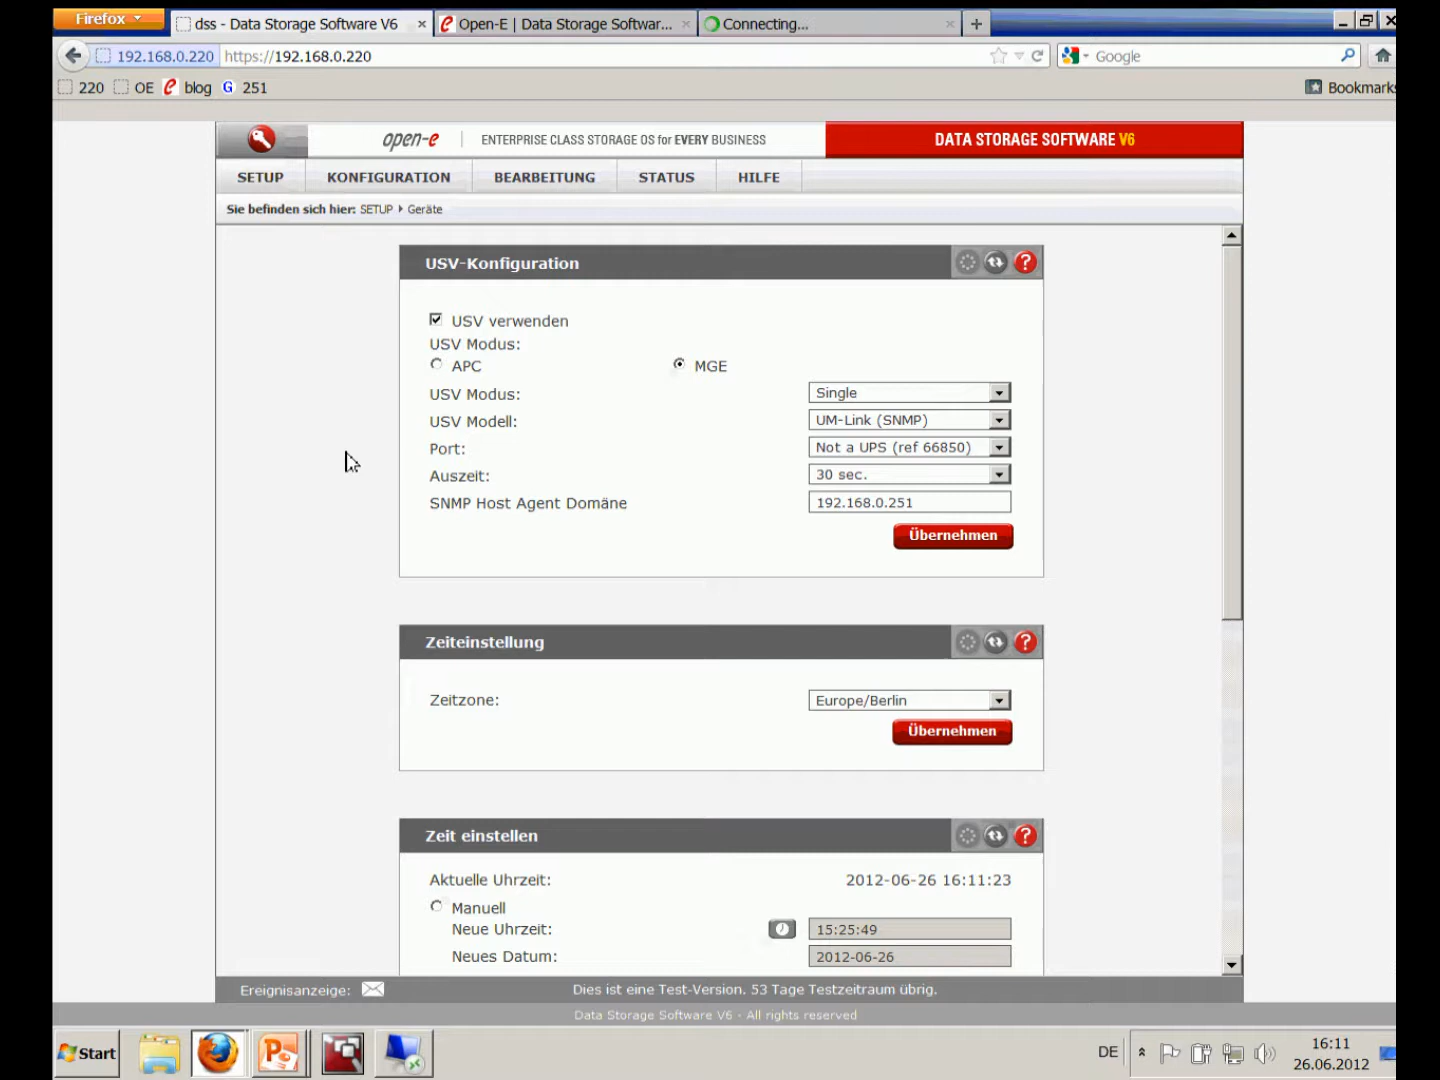 Firefox
dss - Data Storage Software V6
Open-E | Data Storage Softwar...
Connecting...
192.168.0.220
https://192.168.0.220
Google
220
OE
blog
251
Bookmarks
open-e
ENTERPRISE CLASS STORAGE OS for EVERY BUSINESS
DATA STORAGE SOFTWARE V6
SETUP
KONFIGURATION
BEARBEITUNG
STATUS
HILFE
Sie befinden sich hier: SETUP Geräte
USV-Konfiguration
USV verwenden
USV Modus:
APC
MGE
USV Modus:
Single
USV Modell:
UM-Link (SNMP)
Port:
Not a UPS (ref 66850)
Auszeit:
30 sec.
SNMP Host Agent Domäne
192.168.0.251
Übernehmen
Zeiteinstellung
Zeitzone:
Europe/Berlin
Übernehmen
Zeit einstellen
Aktuelle Uhrzeit:
2012-06-26 16:11:23
Manuell
Neue Uhrzeit:
15:25:49
Neues Datum:
2012-06-26
Ereignisanzeige:
Dies ist eine Test-Version. 53 Tage Testzeitraum übrig.
Data Storage Software V6 - All rights reserved
Start
DE
16:11
26.06.2012